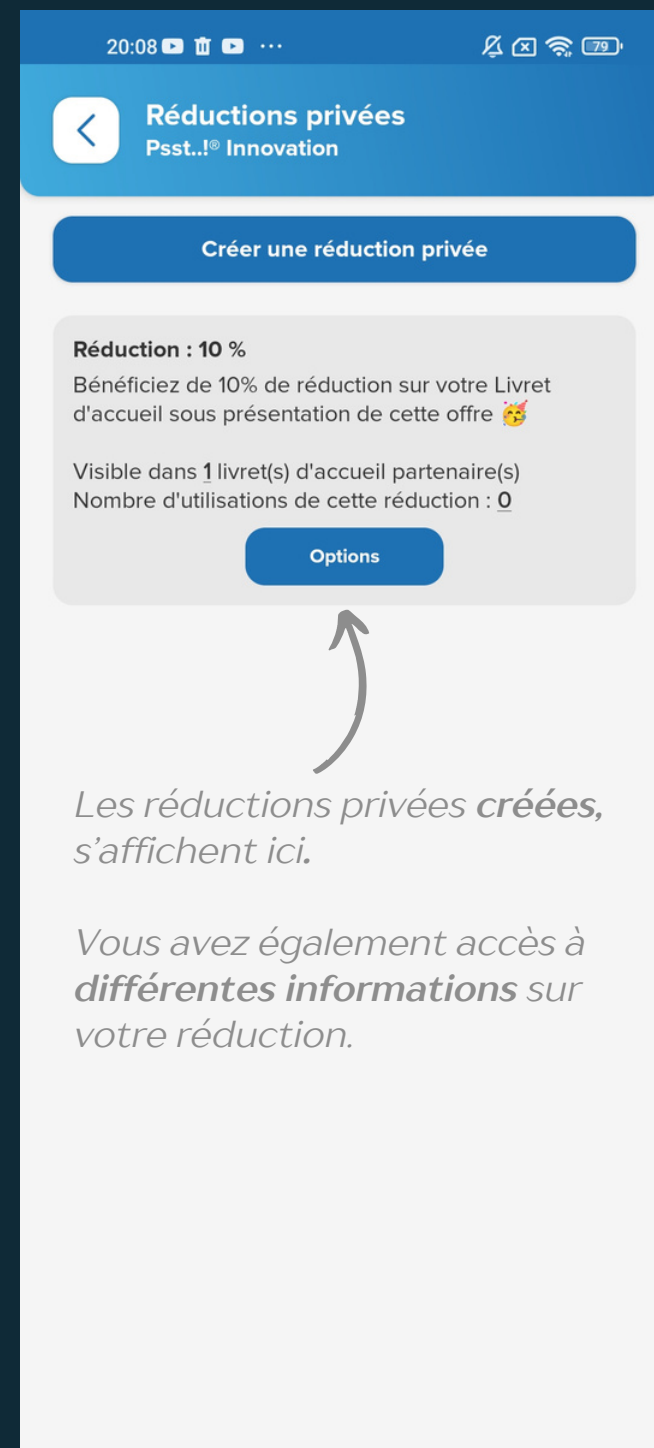 20:08 ...
79
Réductions privées
Psst..!® Innovation
Créer une réduction privée
Réduction : 10 %
Bénéficiez de 10% de réduction sur votre Livret
d'accueil sous présentation de cette offre 🥳
Visible dans 1 livret(s) d'accueil partenaire(s)
Nombre d'utilisations de cette réduction : 0
Options
Les réductions privées créées,
s’affichent ici.
Vous avez également accès à
différentes informations sur
votre réduction.